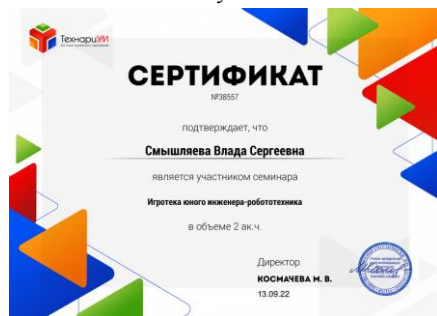 ТехнариУМ
СЕРТИФИКАТ
№38557
подтверждает, что
Смышляева Влада Сергеевна
является участником семинара
Игротека юного инженера-робототехника
в объеме 2 ак.ч.
Директор
КОСМАЧЕВА М. В.
13.09.22